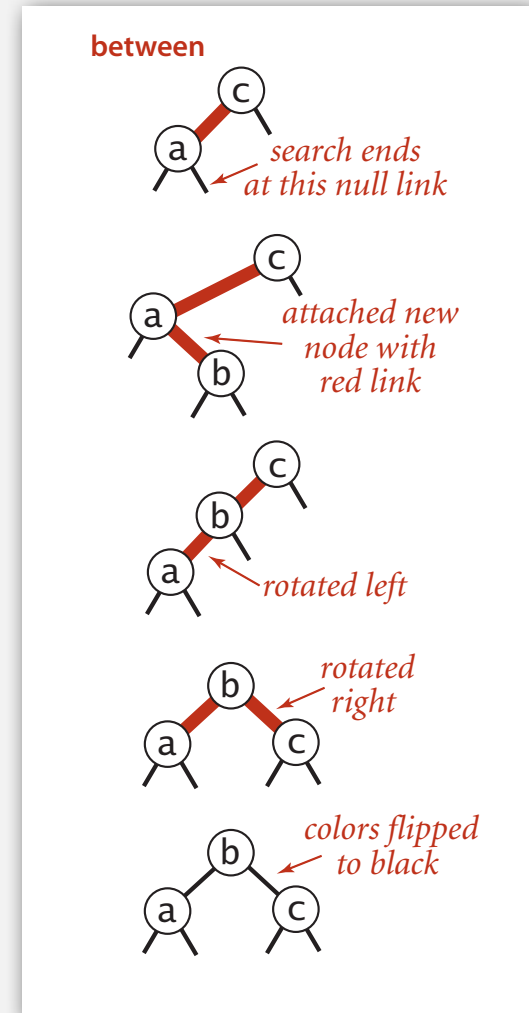 between
c
a
search ends
at this null link
c
a
attached new
node with
red link
b
c
b
a
rotated left
rotated
right
b
a
c
colors flipped
to black
b
a
c